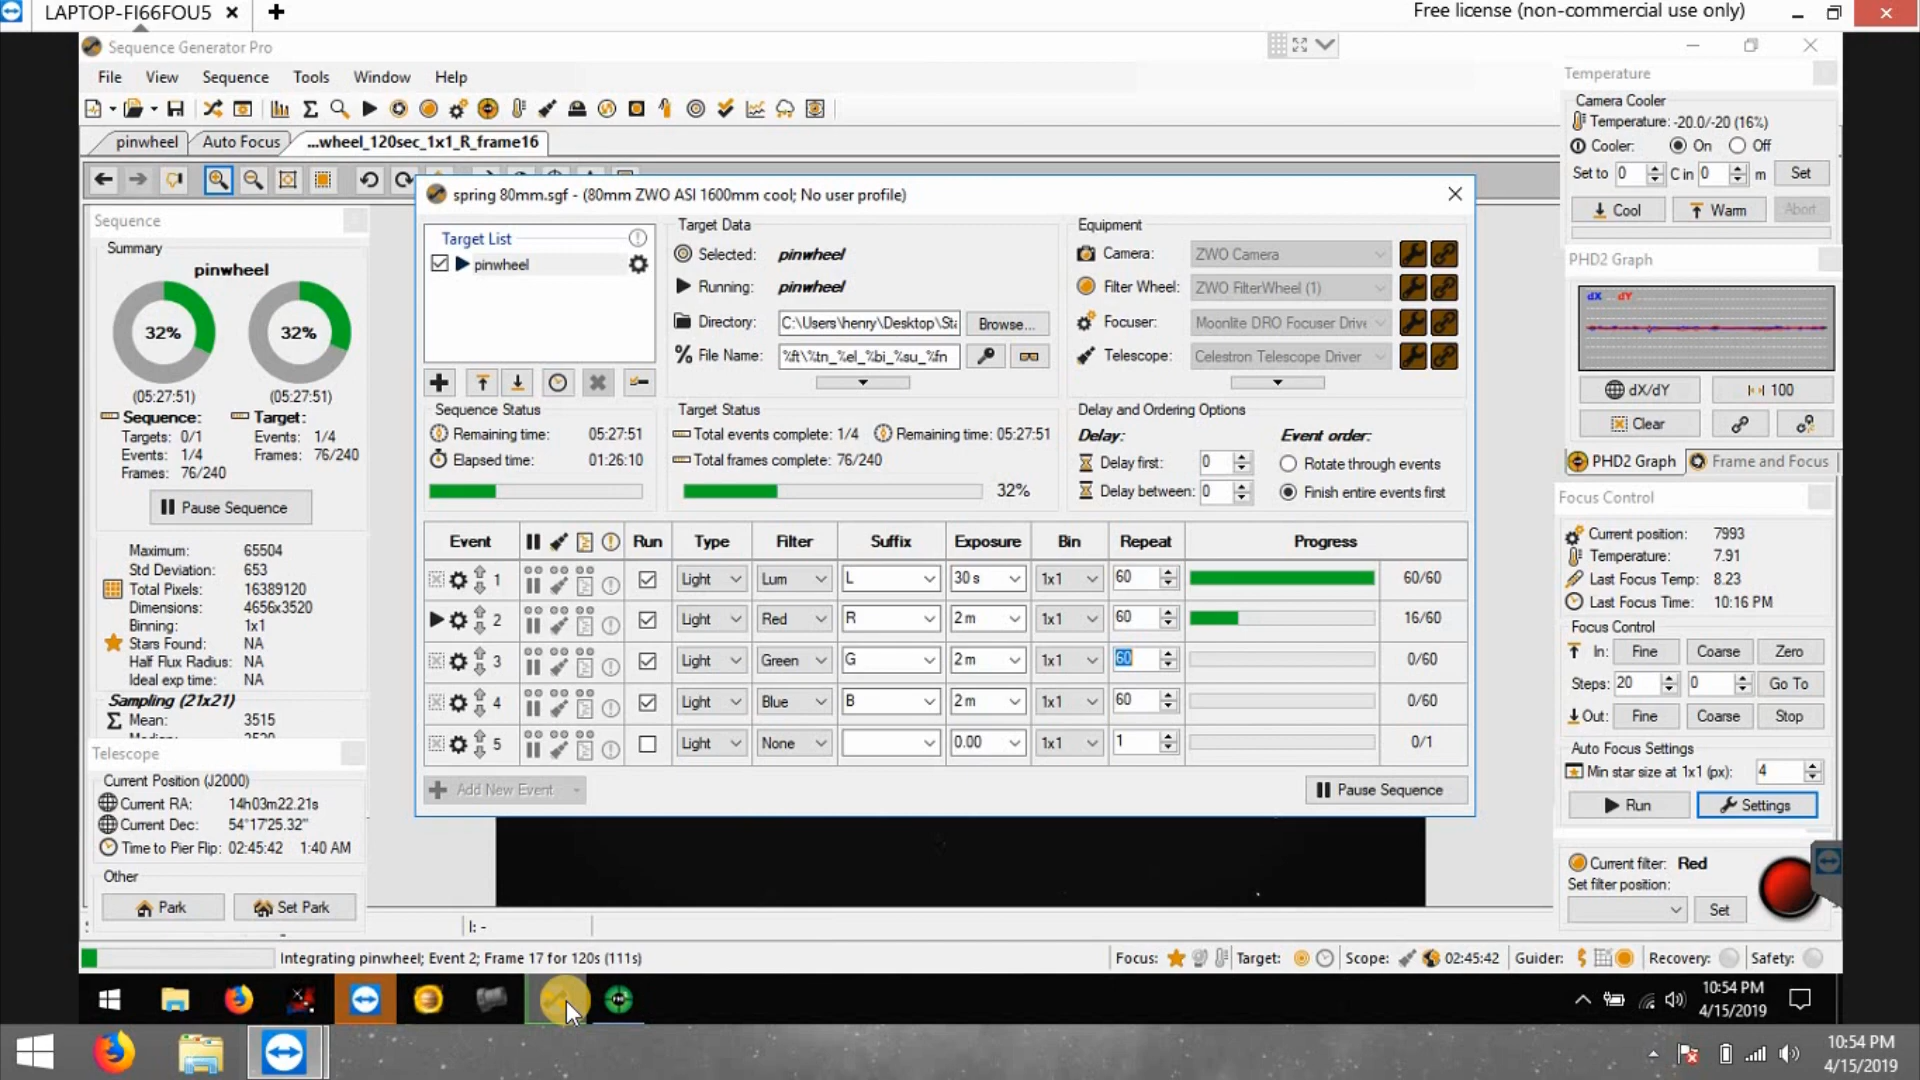 LAPTOP-FI66FOU5
Free license (non-commercial use only)
Sequence Generator Pro
File View Sequence Tools Window Help
pinwheel
Auto Focus
...wheel_120sec_1x1_R_frame16
Sequence
Summary
pinwheel
32% 32%
(05:27:51) (05:27:51)
Sequence: Target:
Targets: 0/1 Events: 1/4
Events: 1/4 Frames: 76/240
Frames: 76/240
Pause Sequence
Maximum: 65504
Std Deviation: 653
Total Pixels: 16389120
Dimensions: 4656x3520
Binning: 1x1
Stars Found: NA
Half Flux Radius: NA
Ideal exp time: NA
Sampling (21x21)
Mean: 3515
Telescope
Current Position (J2000)
Current RA: 14h03m22.21s
Current Dec: 54°17'25.32"
Time to Pier Flip: 02:45:42 1:40 AM
Other
Park
Set Park
spring 80mm.sgf - (80mm ZWO ASI 1600mm cool; No user profile)
Target List
pinwheel
Target Data
Selected: pinwheel
Running: pinwheel
Directory: C:\Users\henry\Desktop\Sta
Browse...
File Name: %ft\%tn_%el_%bi_%su_%fn
Equipment
Camera: ZWO Camera
Filter Wheel: ZWO FilterWheel (1)
Focuser: Moonlite DRO Focuser Drive
Telescope: Celestron Telescope Driver
Sequence Status
Remaining time: 05:27:51
Elapsed time: 01:26:10
Target Status
Total events complete: 1/4 Remaining time: 05:27:51
Total frames complete: 76/240
32%
Delay and Ordering Options
Delay: Event order:
Delay first: 0 Rotate through events
Delay between: 0 Finish entire events first
Event Run Type Filter Suffix Exposure Bin Repeat Progress
1 Light Lum L 30 s 1x1 60 60/60
2 Light Red R 2 m 1x1 60 16/60
3 Light Green G 2 m 1x1 60 0/60
4 Light Blue B 2 m 1x1 60 0/60
5 Light None 0.00 1x1 1 0/1
Add New Event
Pause Sequence
I: -
Temperature
Camera Cooler
Temperature: -20.0/-20 (16%)
Cooler: On Off
Set to 0 C in 0 m Set
Cool Warm Abort
PHD2 Graph
dX dY
dX/dY 100
Clear
PHD2 Graph Frame and Focus
Focus Control
Current position: 7993
Temperature: 7.91
Last Focus Temp: 8.23
Last Focus Time: 10:16 PM
Focus Control
In: Fine Coarse Zero
Steps: 20 0 Go To
Out: Fine Coarse Stop
Auto Focus Settings
Min star size at 1x1 (px): 4
Run Settings
Current filter: Red
Set filter position:
Set
Integrating pinwheel; Event 2; Frame 17 for 120s (111s)
Focus: Target: Scope: 02:45:42 Guider: Recovery: Safety:
10:54 PM
4/15/2019
10:54 PM
4/15/2019